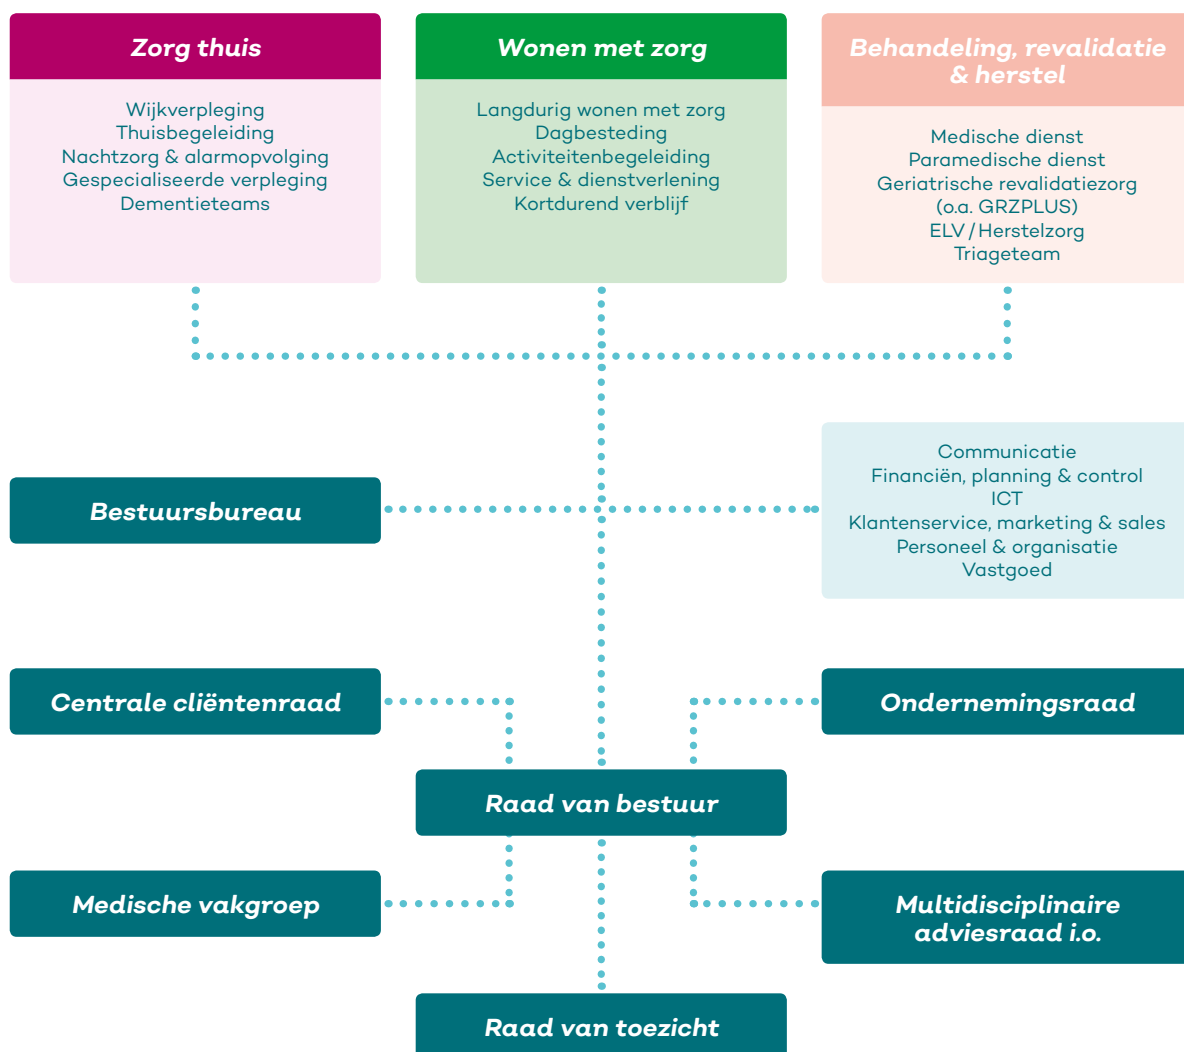 Zorg thuis
Wijkverpleging
Thuisbegeleiding
Nachtzorg & alarmopvolging
Gespecialiseerde verpleging
Dementieteams
Wonen met zorg
Langdurig wonen met zorg
Dagbesteding
Activiteitenbegeleiding
Service & dienstverlening
Kortdurend verblijf
Behandeling, revalidatie
& herstel
Medische dienst
Paramedische dienst
Geriatrische revalidatiezorg
(o.a. GRZPLUS)
ELV / Herstelzorg
Triageteam
Bestuursbureau
Communicatie
Financiën, planning & control
ICT
Klantenservice, marketing & sales
Personeel & organisatie
Vastgoed
Centrale cliëntenraad
Ondernemingsraad
Raad van bestuur
Medische vakgroep
Multidisciplinaire
adviesraad i.o.
Raad van toezicht